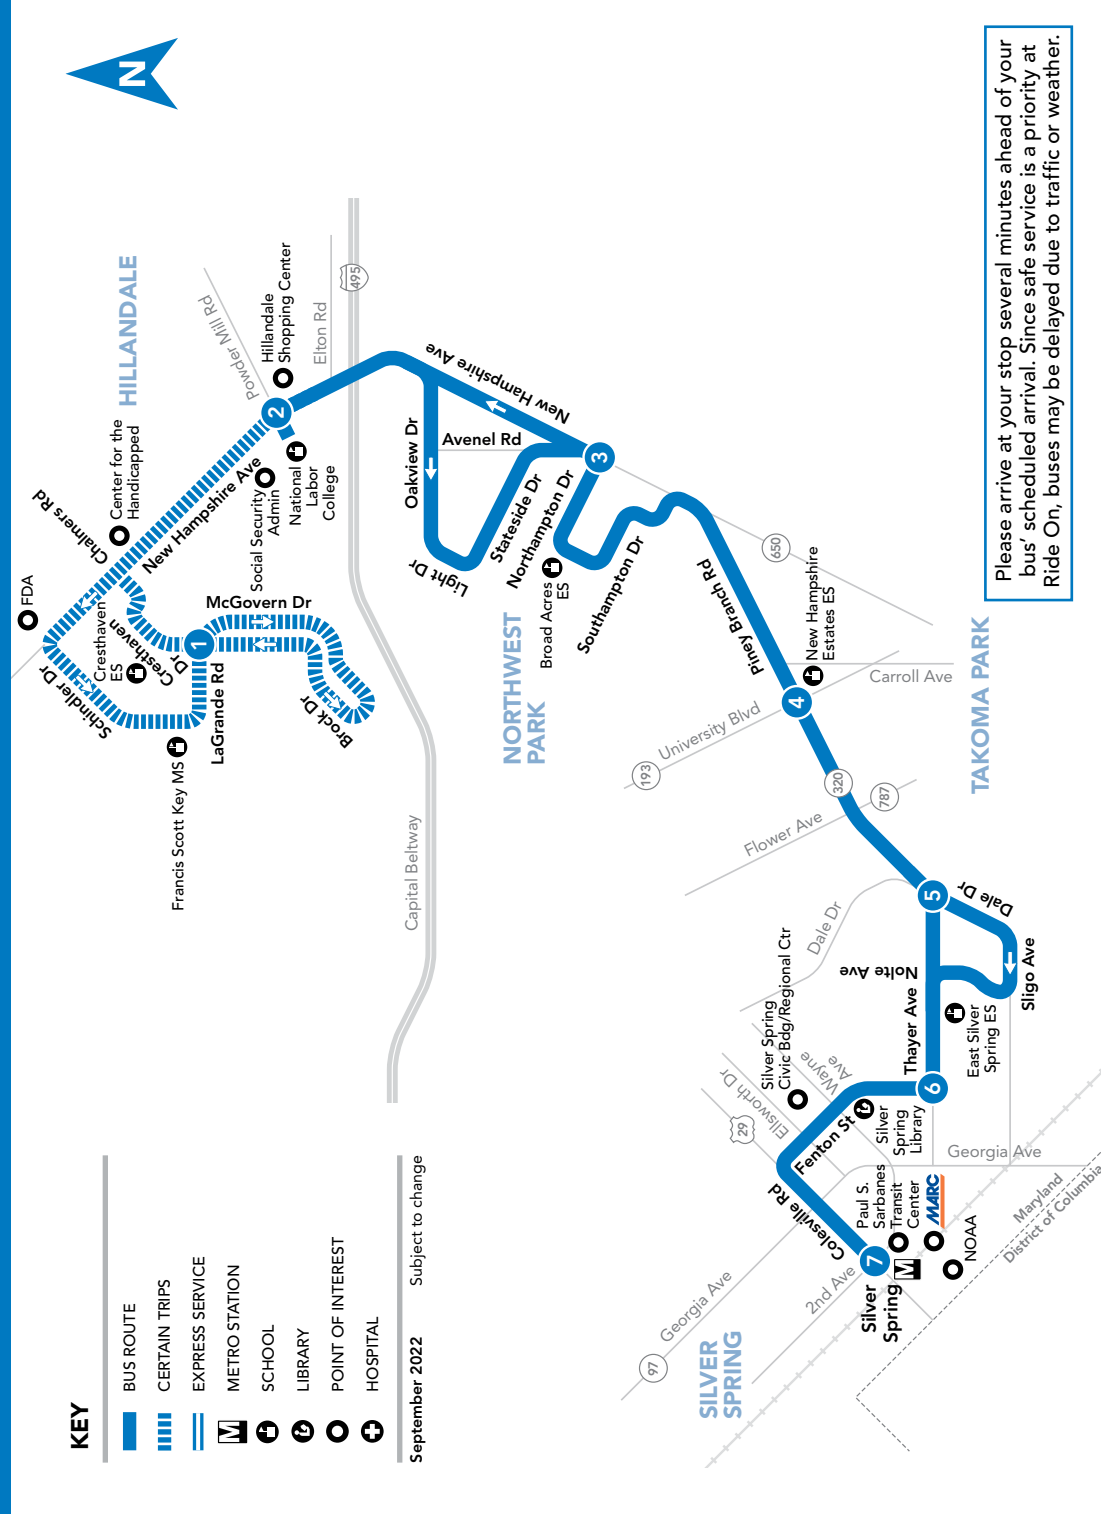 N
HILLANDALE
FDA
Chalmers Rd
Center for the
Handicapped
Powder Mill Rd
Hillandale
Shopping Center
Elton Rd
495
2
New Hampshire Ave
Social Security
Admin
National
Labor
College
Schindler Dr
Cresthaven
ES
Cresthaven
Dr
1
McGovern Dr
LaGrande Rd
Brock Dr
Francis Scott Key MS
Capital Beltway
New Hampshire Ave
Oakview Dr
Avenel Rd
Light Dr
Stateside Dr
Northampton Dr
3
Broad Acres
ES
Southampton Dr
NORTHWEST
PARK
650
Piney Branch Rd
New Hampshire
Estates ES
4
Carroll Ave
University Blvd
193
TAKOMA PARK
320
787
Flower Ave
5
Dale Dr
Dale Dr
Nolte Ave
Sligo Ave
Thayer Ave
East Silver
Spring ES
6
Silver Spring
Civic Bdg/Regional Ctr
Wayne
Ave
Ellsworth Dr
29
Fenton St
Silver
Spring
Library
Georgia Ave
Colesville Rd
Paul S.
Sarbanes
Transit
Center
MARC
NOAA
Maryland
District of Columbia
7
M
Silver
Spring
2nd Ave
Georgia Ave
97
SILVER
SPRING
Please arrive at your stop several minutes ahead of your
bus’ scheduled arrival. Since safe service is a priority at
Ride On, buses may be delayed due to traffic or weather.
KEY
BUS ROUTE
CERTAIN TRIPS
EXPRESS SERVICE
M METRO STATION
SCHOOL
LIBRARY
POINT OF INTEREST
HOSPITAL
September 2022 Subject to change